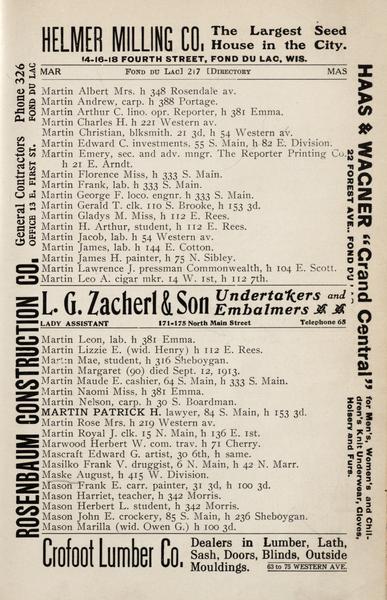 HELMER MILLING CO. The Largest Seed House in the City.
14-16-18 FOURTH STREET, FOND DU LAC, WIS.
MAR FOND DU LAC] 217 [DIRECTORY MAS
Martin Albert Mrs. h 348 Rosendale av.
Martin Andrew, carp. h 388 Portage.
Martin Arthur C. lino. opr. Reporter, h 381 Emma.
Martin Charles H. h 221 Western av.
Martin Christian, blksmith. 21 3d, h 54 Western av.
Martin Edward C. investments. 55 S. Main, h 82 E. Division.
Martin Emery, sec. and adv. mngr. The Reporter Printing Co.
h 21 E. Arndt.
Martin Florence Miss, h 333 S. Main.
Martin Frank, lab. h 333 S. Main.
Martin George F. loco. engnr. h 333 S. Main.
Martin Gerald T. clk. 110 S. Brooke, h 153 3d.
Martin Gladys M. Miss, h 112 E. Rees.
Martin H. Arthur, student, h 112 E. Rees.
Martin Jacob, lab. h 54 Western av.
Martin James, lab. h 144 E. Cotton.
Martin James H. painter, h 75 N. Sibley.
Martin Lawrence J. pressman Commonwealth, h 104 E. Scott.
Martin Leo A. cigar mkr. 14 W. 1st, h 112 7th.
L. G. Zacherl & Son Undertakers and Embalmers
LADY ASSISTANT 171-175 North Main Street Telephone 65
Martin Leon, lab. h 381 Emma.
Martin Lizzie E. (wid. Henry) h 112 E. Rees.
Martin Mae, student, h 316 Sheboygan.
Martin Margaret (90) died Sept. 12, 1913.
Martin Maude E. cashier, 64 S. Main, h 333 S. Main.
Martin Naomi Miss, h 381 Emma.
Martin Nelson, carp. h 30 S. Boardman.
MARTIN PATRICK H. lawyer, 84 S. Main, h 153 3d.
Martin Rose Mrs. h 219 Western av.
Martin Royal J. clk. 15 N. Main, h 136 E. 1st.
Marwood Herbert W. com. trav. h 71 Cherry.
Mascraft Edward G. artist, 30 6th, h same.
Masilko Frank V. druggist, 6 N. Main, h 42 N. Marr.
Maske August, h 415 W. Division.
Mason Frank E. carr. painter, 31 3d, h 100 3d.
Mason Harriet, teacher, h 342 Morris.
Mason Herbert L. student, h 342 Morris.
Mason John E. crockery, 85 S. Main, h 236 Sheboygan.
Mason Marilla (wid. Owen G.) h 100 3d.
Crofoot Lumber Co. Dealers in Lumber, Lath,
Sash, Doors, Blinds, Outside
Mouldings. 63 to 75 WESTERN AVE.
ROSENBAUM CONSTRUCTION CO. General Contractors Phone 326
OFFICE 13 E. FIRST ST. FOND DU LAC
HAAS & WAGNER "Grand Central" for Men's, Women's and Children's Knit Underwear, Gloves, Hoisery and Furs.
22 FOREST AVE., FOND DU